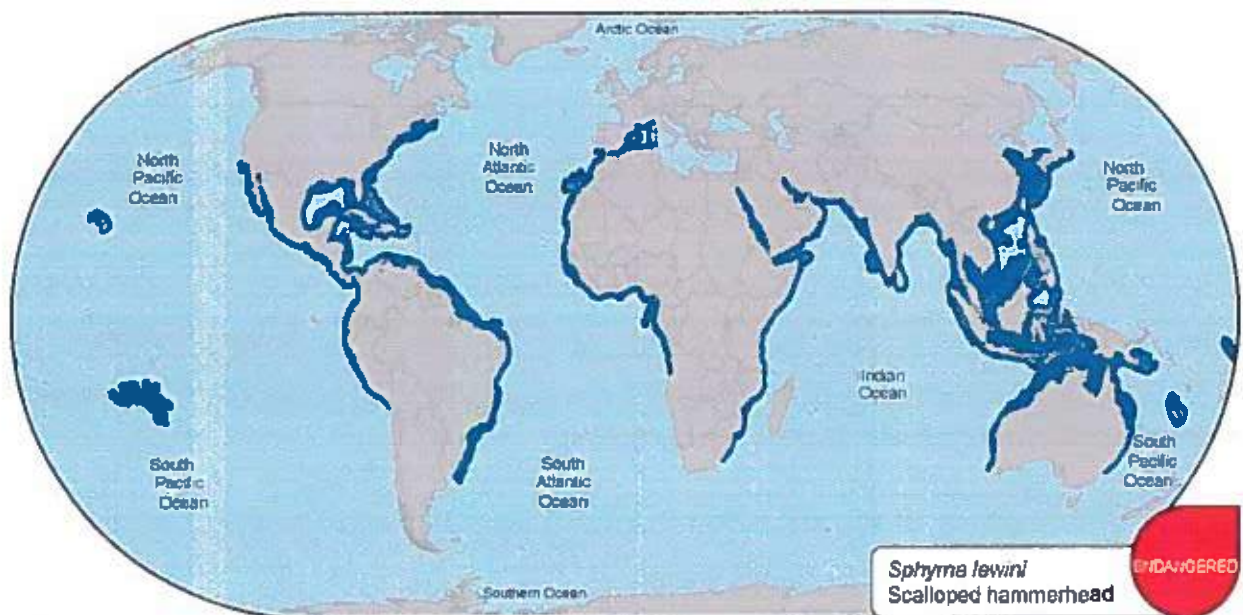 Arctic Ocean
North
Pacific
Ocean
North
Atlantic
Ocean
North
Pacific
Ocean
Indian
Ocean
South
Pacific
Ocean
South
Atlantic
Ocean
South
Pacific
Ocean
Southern Ocean
Sphyrna lewini
Scalloped hammerhead
ENDANGERED